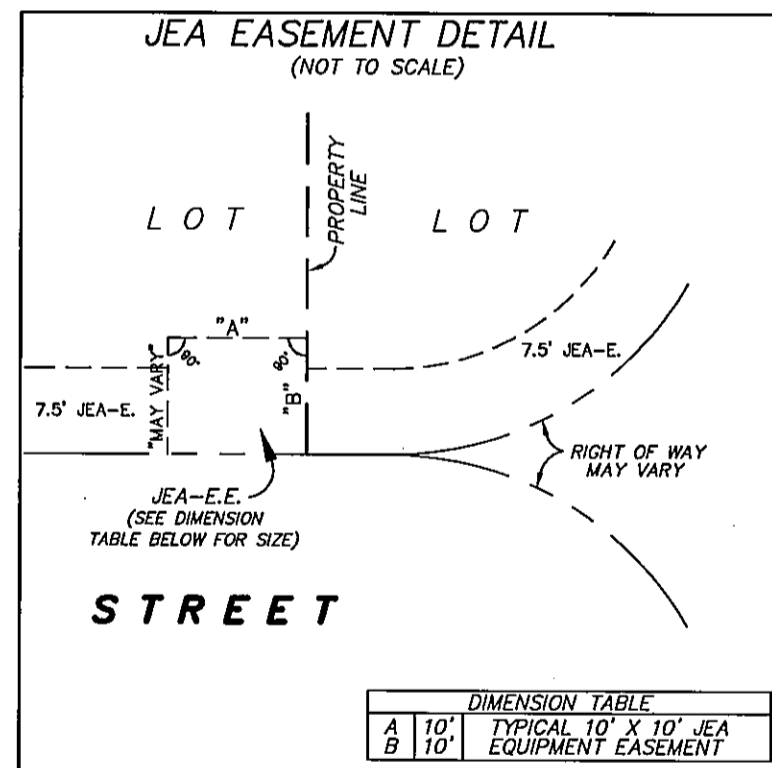 JEA EASEMENT DETAIL
(NOT TO SCALE)
PROPERTY
LINE
LOT
LOT
"A"
90°
90°
"MAY VARY"
"B"
7.5' JEA-E.
7.5' JEA-E.
RIGHT OF WAY
MAY VARY
JEA-E.E.
(SEE DIMENSION
TABLE BELOW FOR SIZE)
STREET
DIMENSION TABLE
A 10' TYPICAL 10' X 10' JEA
B 10' EQUIPMENT EASEMENT